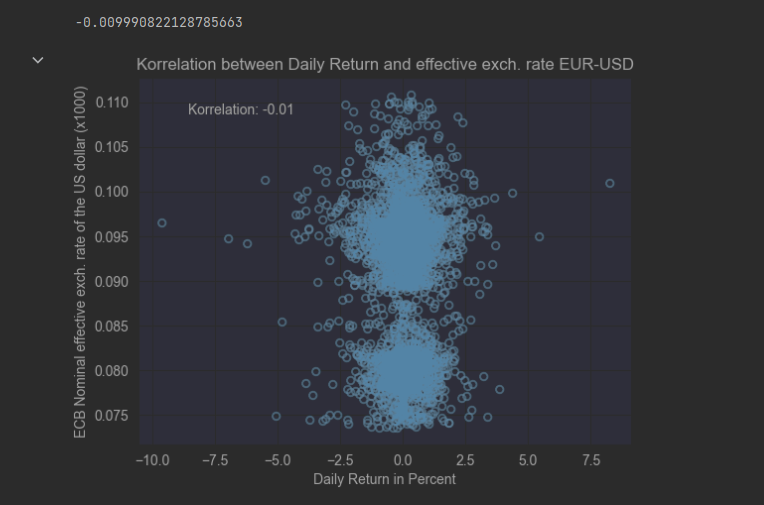 -0.009990822128785663
Korrelation between Daily Return and effective exch. rate EUR-USD
Korrelation: -0.01
ECB Nominal effective exch. rate of the US dollar (x1000)
0.110
0.105
0.100
0.095
0.090
0.085
0.080
0.075
−10.0 −7.5 −5.0 −2.5 0.0 2.5 5.0 7.5
Daily Return in Percent